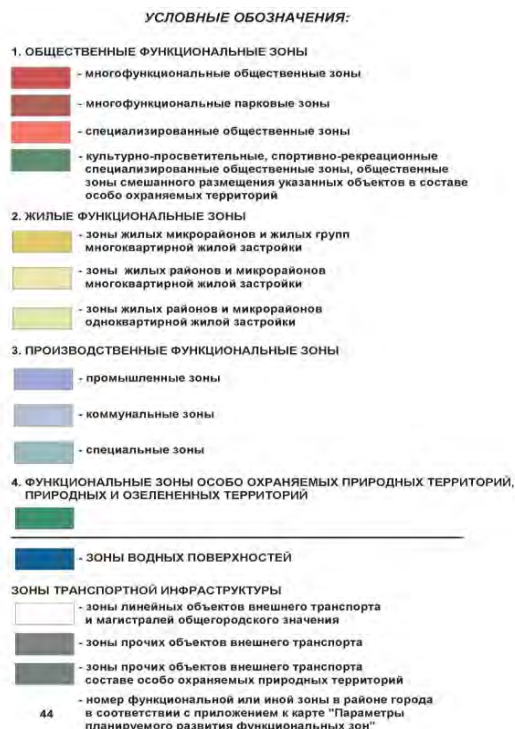 УСЛОВНЫЕ ОБОЗНАЧЕНИЯ:
1. ОБЩЕСТВЕННЫЕ ФУНКЦИОНАЛЬНЫЕ ЗОНЫ
- многофункциональные общественные зоны
- многофункциональные парковые зоны
- специализированные общественные зоны
- культурно-просветительные, спортивно-рекреационные
специализированные общественные зоны, общественные
зоны смешанного размещения указанных объектов в составе
особо охраняемых территорий
2. ЖИЛЫЕ ФУНКЦИОНАЛЬНЫЕ ЗОНЫ
- зоны жилых микрорайонов и жилых групп
многоквартирной жилой застройки
- зоны жилых районов и микрорайонов
многоквартирной жилой застройки
- зоны жилых районов и микрорайонов
одноквартирной жилой застройки
3. ПРОИЗВОДСТВЕННЫЕ ФУНКЦИОНАЛЬНЫЕ ЗОНЫ
- промышленные зоны
- коммунальные зоны
- специальные зоны
4. ФУНКЦИОНАЛЬНЫЕ ЗОНЫ ОСОБО ОХРАНЯЕМЫХ ПРИРОДНЫХ ТЕРРИТОРИЙ,
ПРИРОДНЫХ И ОЗЕЛЕНЕННЫХ ТЕРРИТОРИЙ
- ЗОНЫ ВОДНЫХ ПОВЕРХНОСТЕЙ
ЗОНЫ ТРАНСПОРТНОЙ ИНФРАСТРУКТУРЫ
- зоны линейных объектов внешнего транспорта
и магистралей общегородского значения
- зоны прочих объектов внешнего транспорта
- зоны прочих объектов внешнего транспорта
составе особо охраняемых природных территорий
- номер функциональной или иной зоны в районе города
44 в соответствии с приложением к карте "Параметры
планируемого развития функциональных зон"